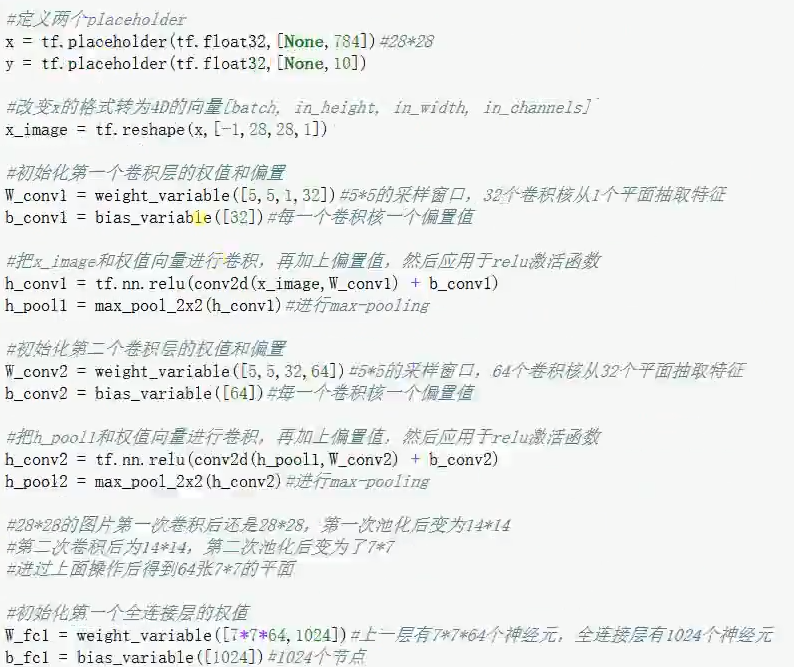 #定义两个placeholder
x = tf.placeholder(tf.float32,[None,784])#28*28
y = tf.placeholder(tf.float32,[None,10])
#改变x的格式转为4D的向量[batch, in_height, in_width, in_channels]`
x_image = tf.reshape(x,[-1,28,28,1])
#初始化第一个卷积层的权值和偏置
W_conv1 = weight_variable([5,5,1,32])#5*5的采样窗口，32个卷积核从1个平面抽取特征
b_conv1 = bias_variable([32])#每一个卷积核一个偏置值
#把x_image和权值向量进行卷积，再加上偏置值，然后应用于relu激活函数
h_conv1 = tf.nn.relu(conv2d(x_image,W_conv1) + b_conv1)
h_pool1 = max_pool_2x2(h_conv1)#进行max-pooling
#初始化第二个卷积层的权值和偏置
W_conv2 = weight_variable([5,5,32,64])#5*5的采样窗口，64个卷积核从32个平面抽取特征
b_conv2 = bias_variable([64])#每一个卷积核一个偏置值
#把h_pool1和权值向量进行卷积，再加上偏置值，然后应用于relu激活函数
h_conv2 = tf.nn.relu(conv2d(h_pool1,W_conv2) + b_conv2)
h_pool2 = max_pool_2x2(h_conv2)#进行max-pooling
#28*28的图片第一次卷积后还是28*28，第一次池化后变为14*14
#第二次卷积后为14*14，第二次池化后变为了7*7
#进过上面操作后得到64张7*7的平面
#初始化第一个全连接层的权值
W_fc1 = weight_variable([7*7*64,1024])#上一层有7*7*64个神经元，全连接层有1024个神经元
b_fc1 = bias_variable([1024])#1024个节点